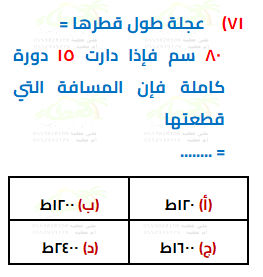 ٧١) عجلة طول قطرها =
٨٠ سم فإذا دارت ١٥ دورة
كاملة فإن المسافة التي
قطعتها
= ........
(أ) ١٢٠ط (ب) ١٢٠٠ط
(ج) ١٦٠٠ط (د) ٢٤٠٠ط